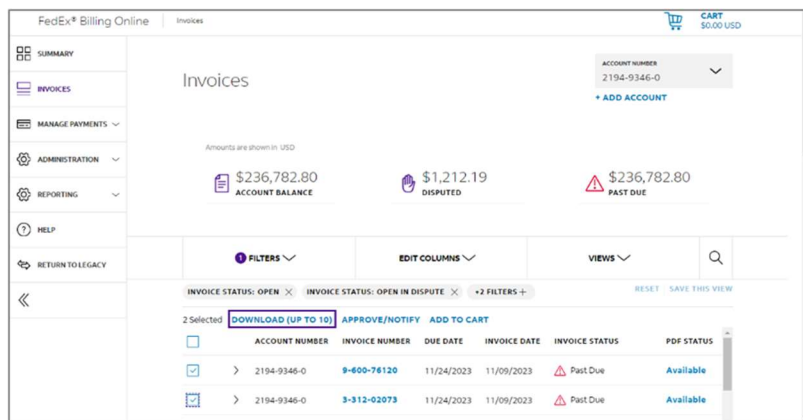 FedEx® Billing Online
Invoices
CART
$0.00 USD
SUMMARY
INVOICES
MANAGE PAYMENTS
ADMINISTRATION
REPORTING
HELP
RETURN TO LEGACY
Invoices
ACCOUNT NUMBER
2194-9346-0
+ ADD ACCOUNT
Amounts are shown in USD
$236,782.80
ACCOUNT BALANCE
$1,212.19
DISPUTED
$236,782.80
PAST DUE
1 FILTERS
EDIT COLUMNS
VIEWS
INVOICE STATUS: OPEN × INVOICE STATUS: OPEN IN DISPUTE × +2 FILTERS + RESET SAVE THIS VIEW
2 Selected DOWNLOAD (UP TO 10) APPROVE/NOTIFY ADD TO CART
ACCOUNT NUMBER INVOICE NUMBER DUE DATE INVOICE DATE INVOICE STATUS PDF STATUS
2194-9346-0 9-600-76120 11/24/2023 11/09/2023 Past Due Available
2194-9346-0 3-312-02073 11/24/2023 11/09/2023 Past Due Available